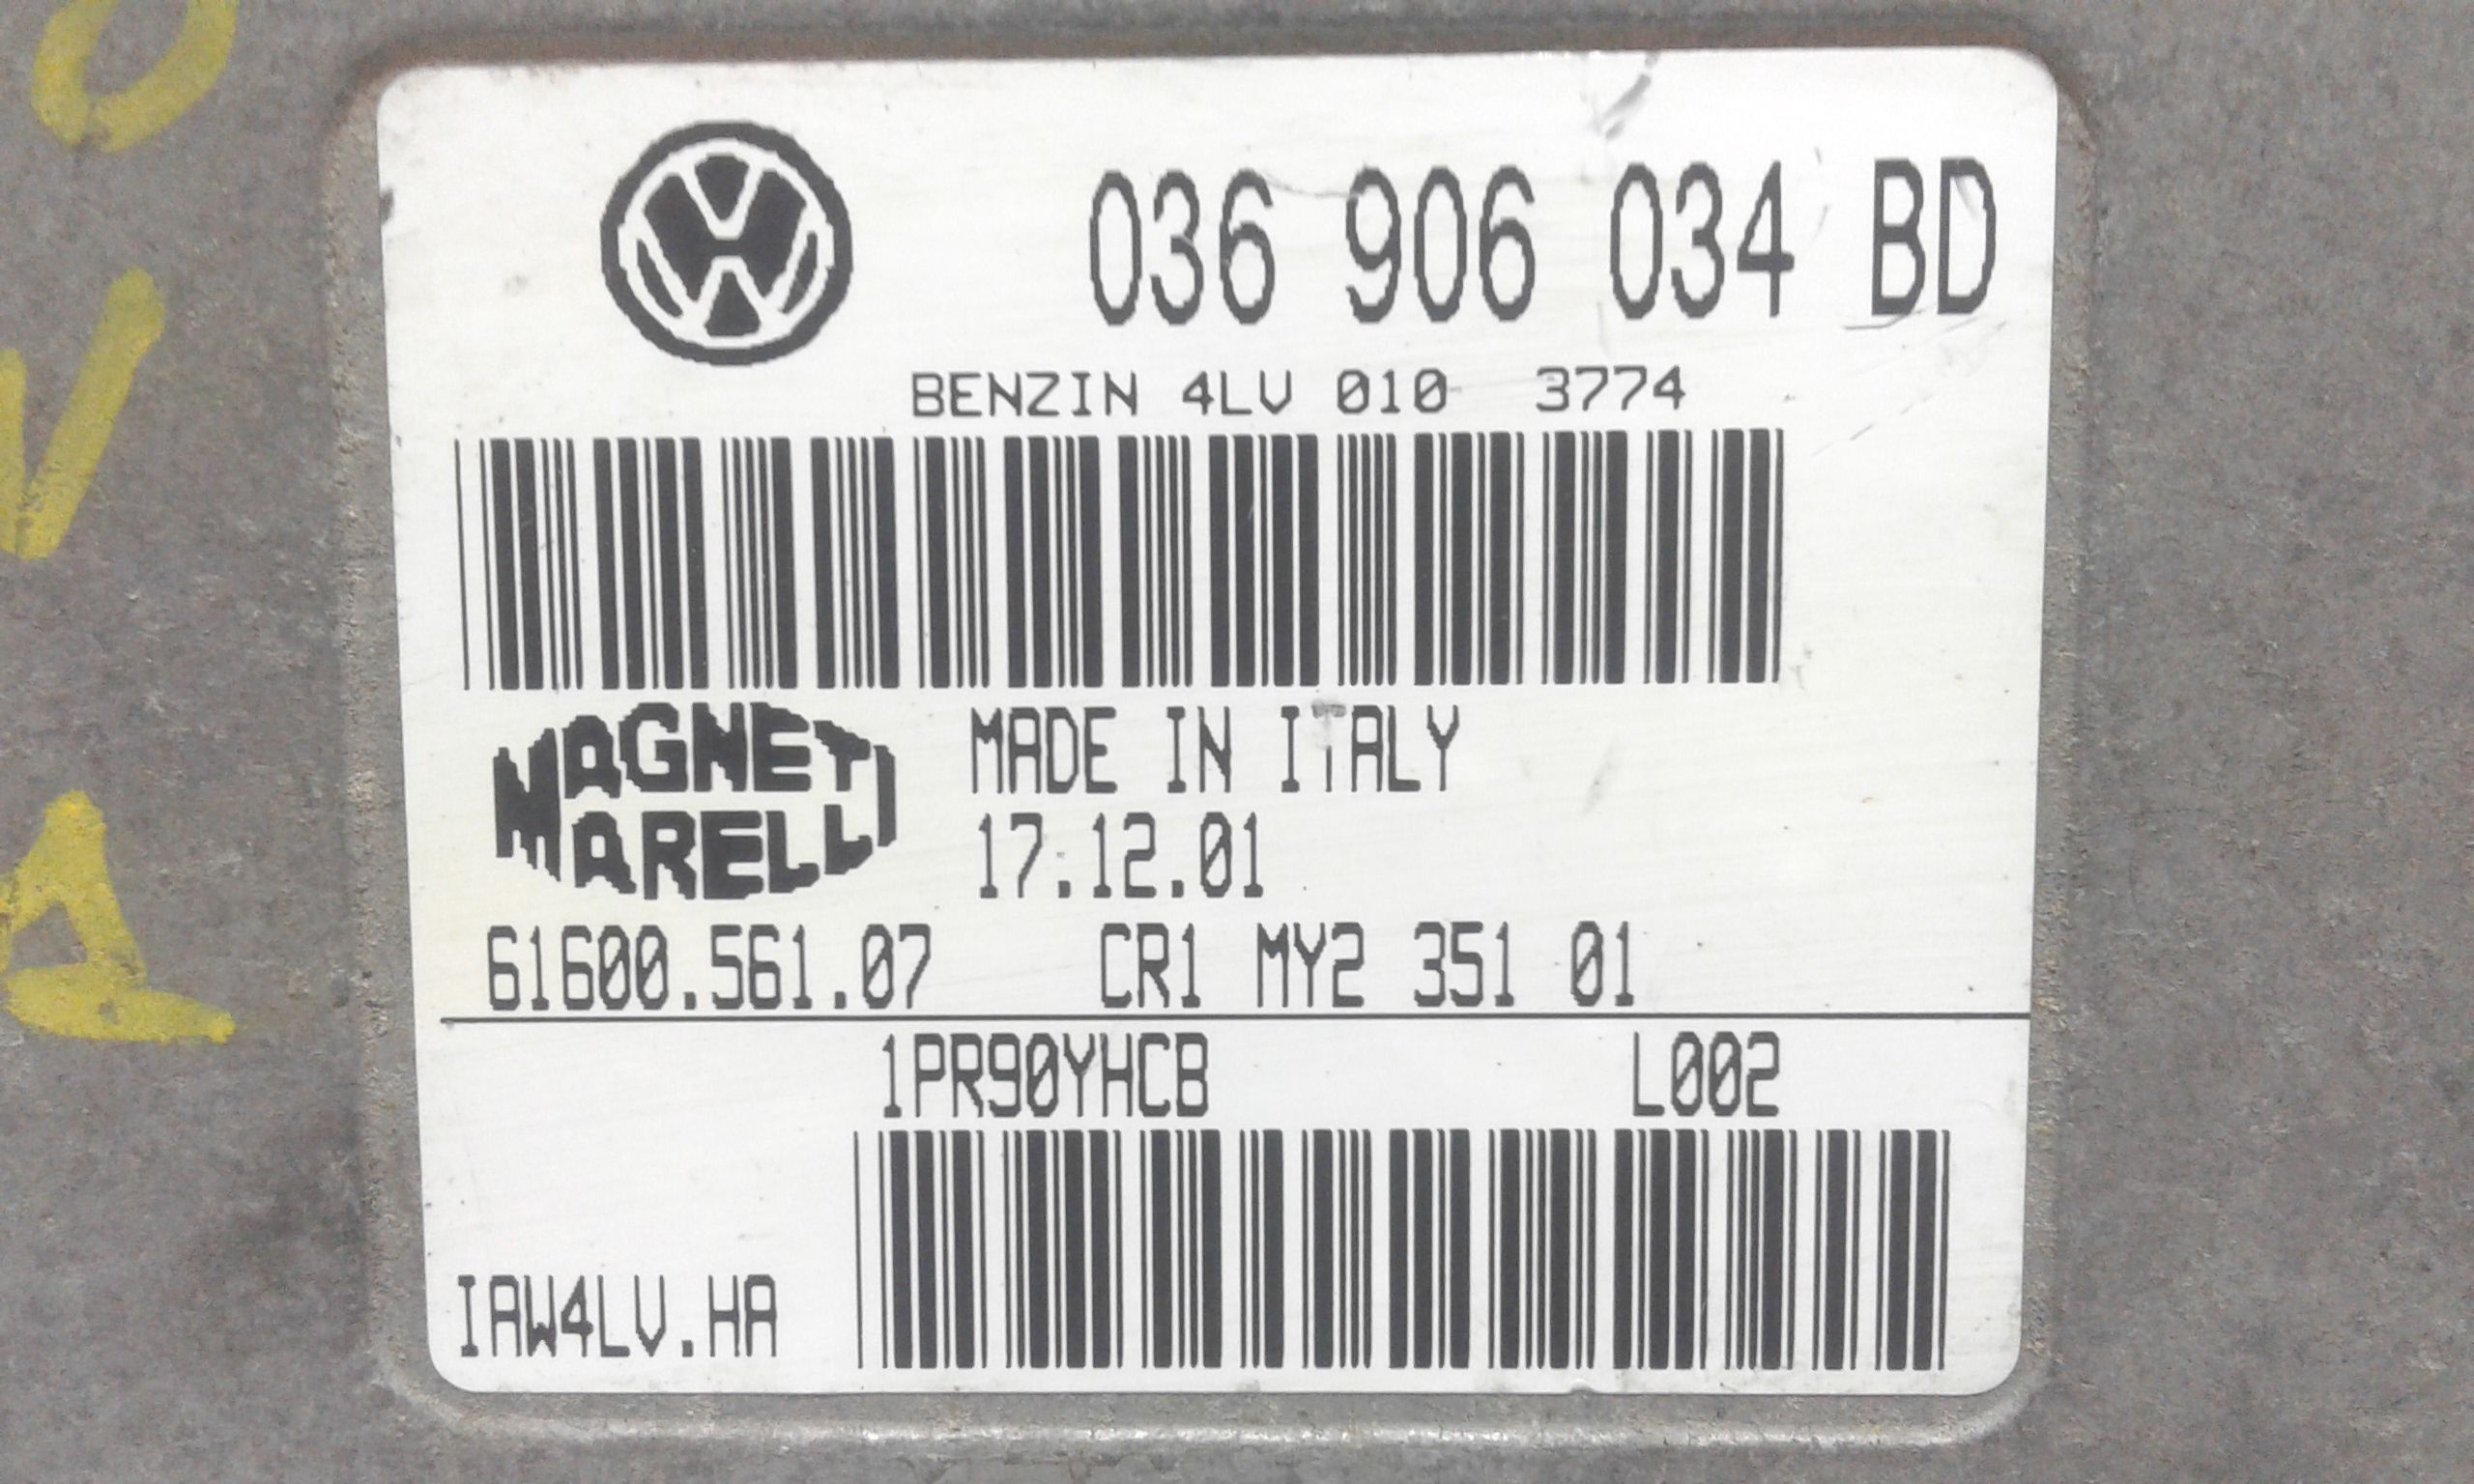 036 906 034 BD
BENZIN 4LV 010 3774
MAGNETI
MARELLI
MADE IN ITALY
17.12.01
61600.561.07 CR1 MY2 351 01
1PR90YHCB L002
IAW4LV.HA